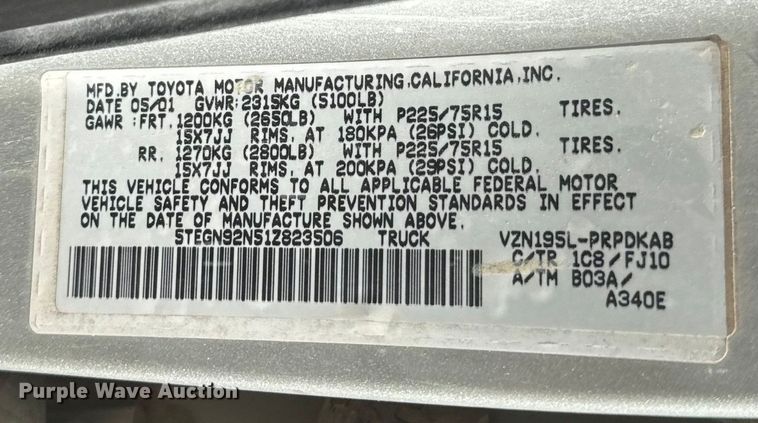 MFD.BY TOYOTA MOTOR MANUFACTURING,CALIFORNIA,INC.
DATE 05/01 GVWR:2315KG (5100LB)
GAWR:FRT.1200KG (2650LB) WITH P225/75R15 TIRES.
15X7JJ RIMS, AT 180KPA (26PSI) COLD.
RR. 1270KG (2800LB) WITH P225/75R15 TIRES.
15X7JJ RIMS, AT 200KPA (29PSI) COLD.
THIS VEHICLE CONFORMS TO ALL APPLICABLE FEDERAL MOTOR
VEHICLE SAFETY AND THEFT PREVENTION STANDARDS IN EFFECT
ON THE DATE OF MANUFACTURE SHOWN ABOVE.
5TEGN92N51Z823506 TRUCK VZN195L-PRPDKAB
C/TR 1C8/FJ10
A/TM B03A/
A340E
Purple Wave Auction